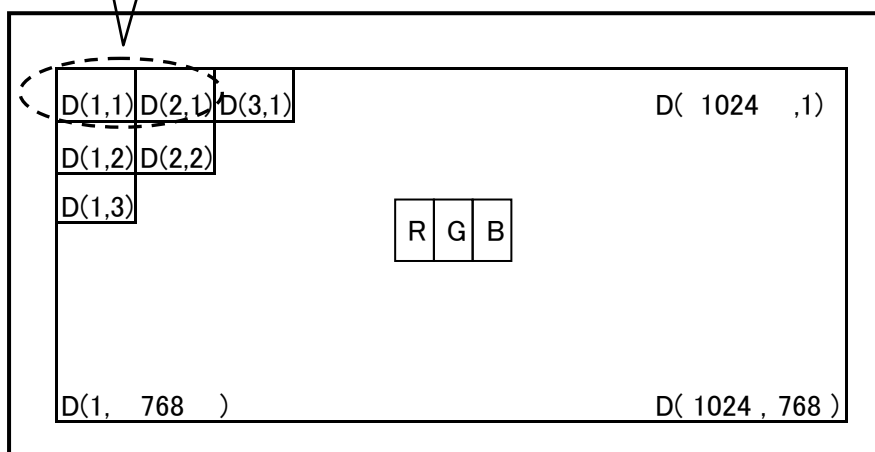 D(1,1) D(2,1) D(3,1) D( 1024 ,1)
D(1,2) D(2,2)
D(1,3)
R G B
D(1, 768 ) D( 1024 , 768 )